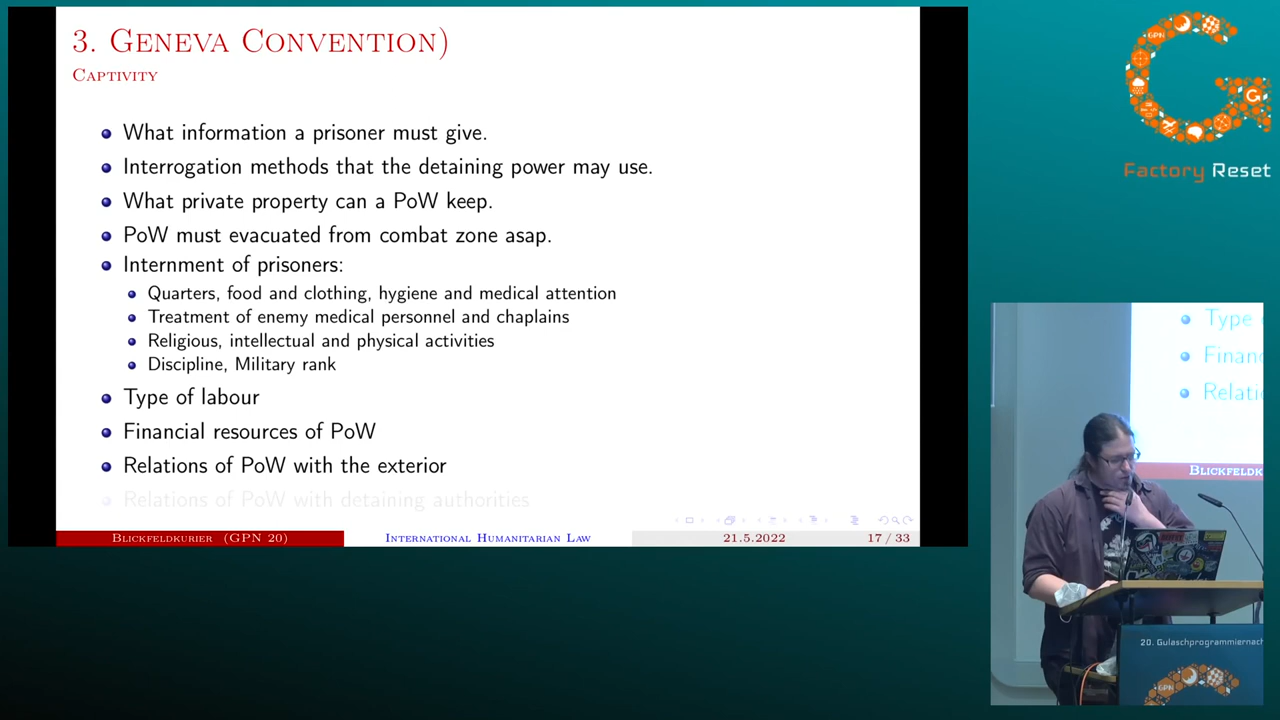 3. Geneva Convention)
Captivity
What information a prisoner must give.
Interrogation methods that the detaining power may use.
What private property can a PoW keep.
PoW must evacuated from combat zone asap.
Internment of prisoners:
Quarters, food and clothing, hygiene and medical attention
Treatment of enemy medical personnel and chaplains
Religious, intellectual and physical activities
Discipline, Military rank
Type of labour
Financial resources of PoW
Relations of PoW with the exterior
Relations of PoW with detaining authorities
Blickfeldkurier (GPN 20)
International Humanitarian Law
21.5.2022
17 / 33
GPN
G
Factory Reset
Type
Finan
Relati
Blickfeldk
20. Gulaschprogrammiernach
GPN